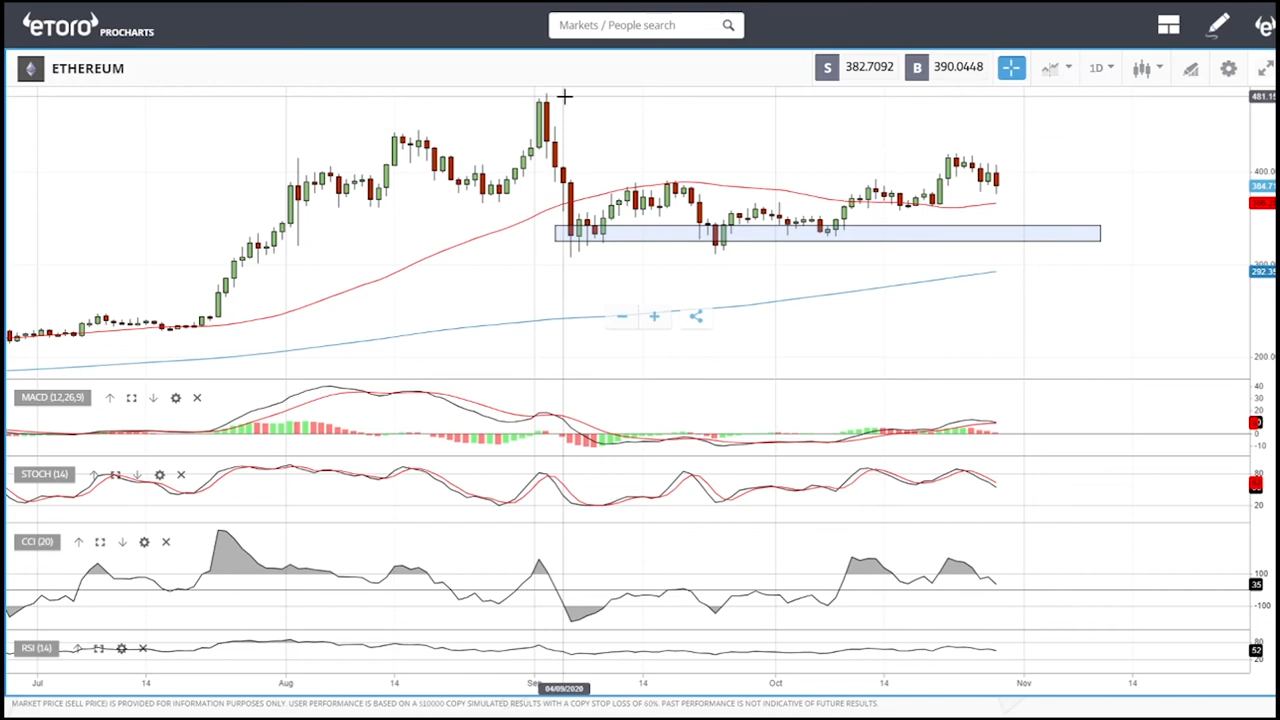 eToro PROCHARTS
Markets / People search
ETHEREUM
S 382.7092 B 390.0448
1D
481.15
400.0
384.7
300.0
292.35
200.0
MACD (12,26,9)
40
30
20
0
-10
STOCH (14)
80
20
CCI (20)
100
35
-100
RSI (14)
80
52
20
Jul 14 Aug 14 Sep 14 Oct 14 Nov 14
04/09/2020
MARKET PRICE (SELL PRICE) IS PROVIDED FOR INFORMATION PURPOSES ONLY. USER PERFORMANCE IS BASED ON A $10000 COPY SIMULATED RESULTS WITH A COPY STOP LOSS OF 60%. PAST PERFORMANCE IS NOT INDICATIVE OF FUTURE RESULTS.